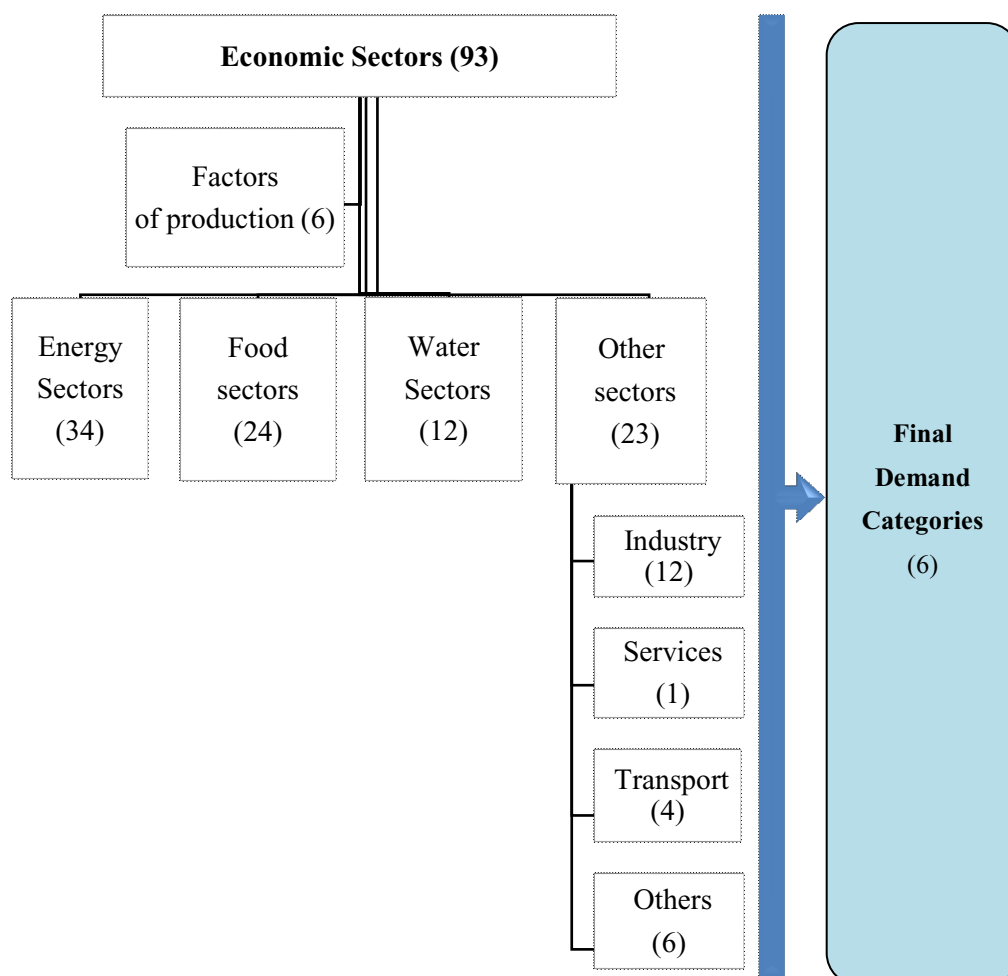 Economic Sectors (93)
Factors
of production (6)
Energy
Sectors
(34)
Food
sectors
(24)
Water
Sectors
(12)
Other
sectors
(23)
Industry
(12)
Services
(1)
Transport
(4)
Others
(6)
Final
Demand
Categories
(6)